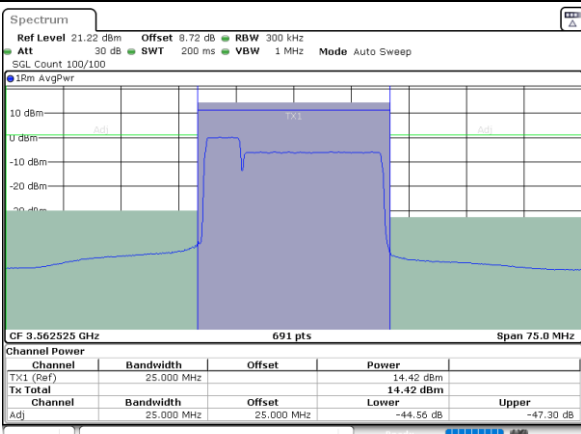 Spectrum
Ref Level 21.22 dBm Offset 8.72 dB RBW 300 kHz
Att 30 dB SWT 200 ms VBW 1 MHz Mode Auto Sweep
SGL Count 100/100
1Rm AvgPwr
10 dBm
TX1
Adj Adj
0 dBm
-10 dBm
-20 dBm
-30 dBm
CF 3.562525 GHz 691 pts Span 75.0 MHz
Channel Power
Channel Bandwidth Offset Power
TX1 (Ref) 25.000 MHz 14.42 dBm
Tx Total 14.42 dBm
Channel Bandwidth Offset Lower Upper
Adj 25.000 MHz 25.000 MHz -44.56 dB -47.30 dB